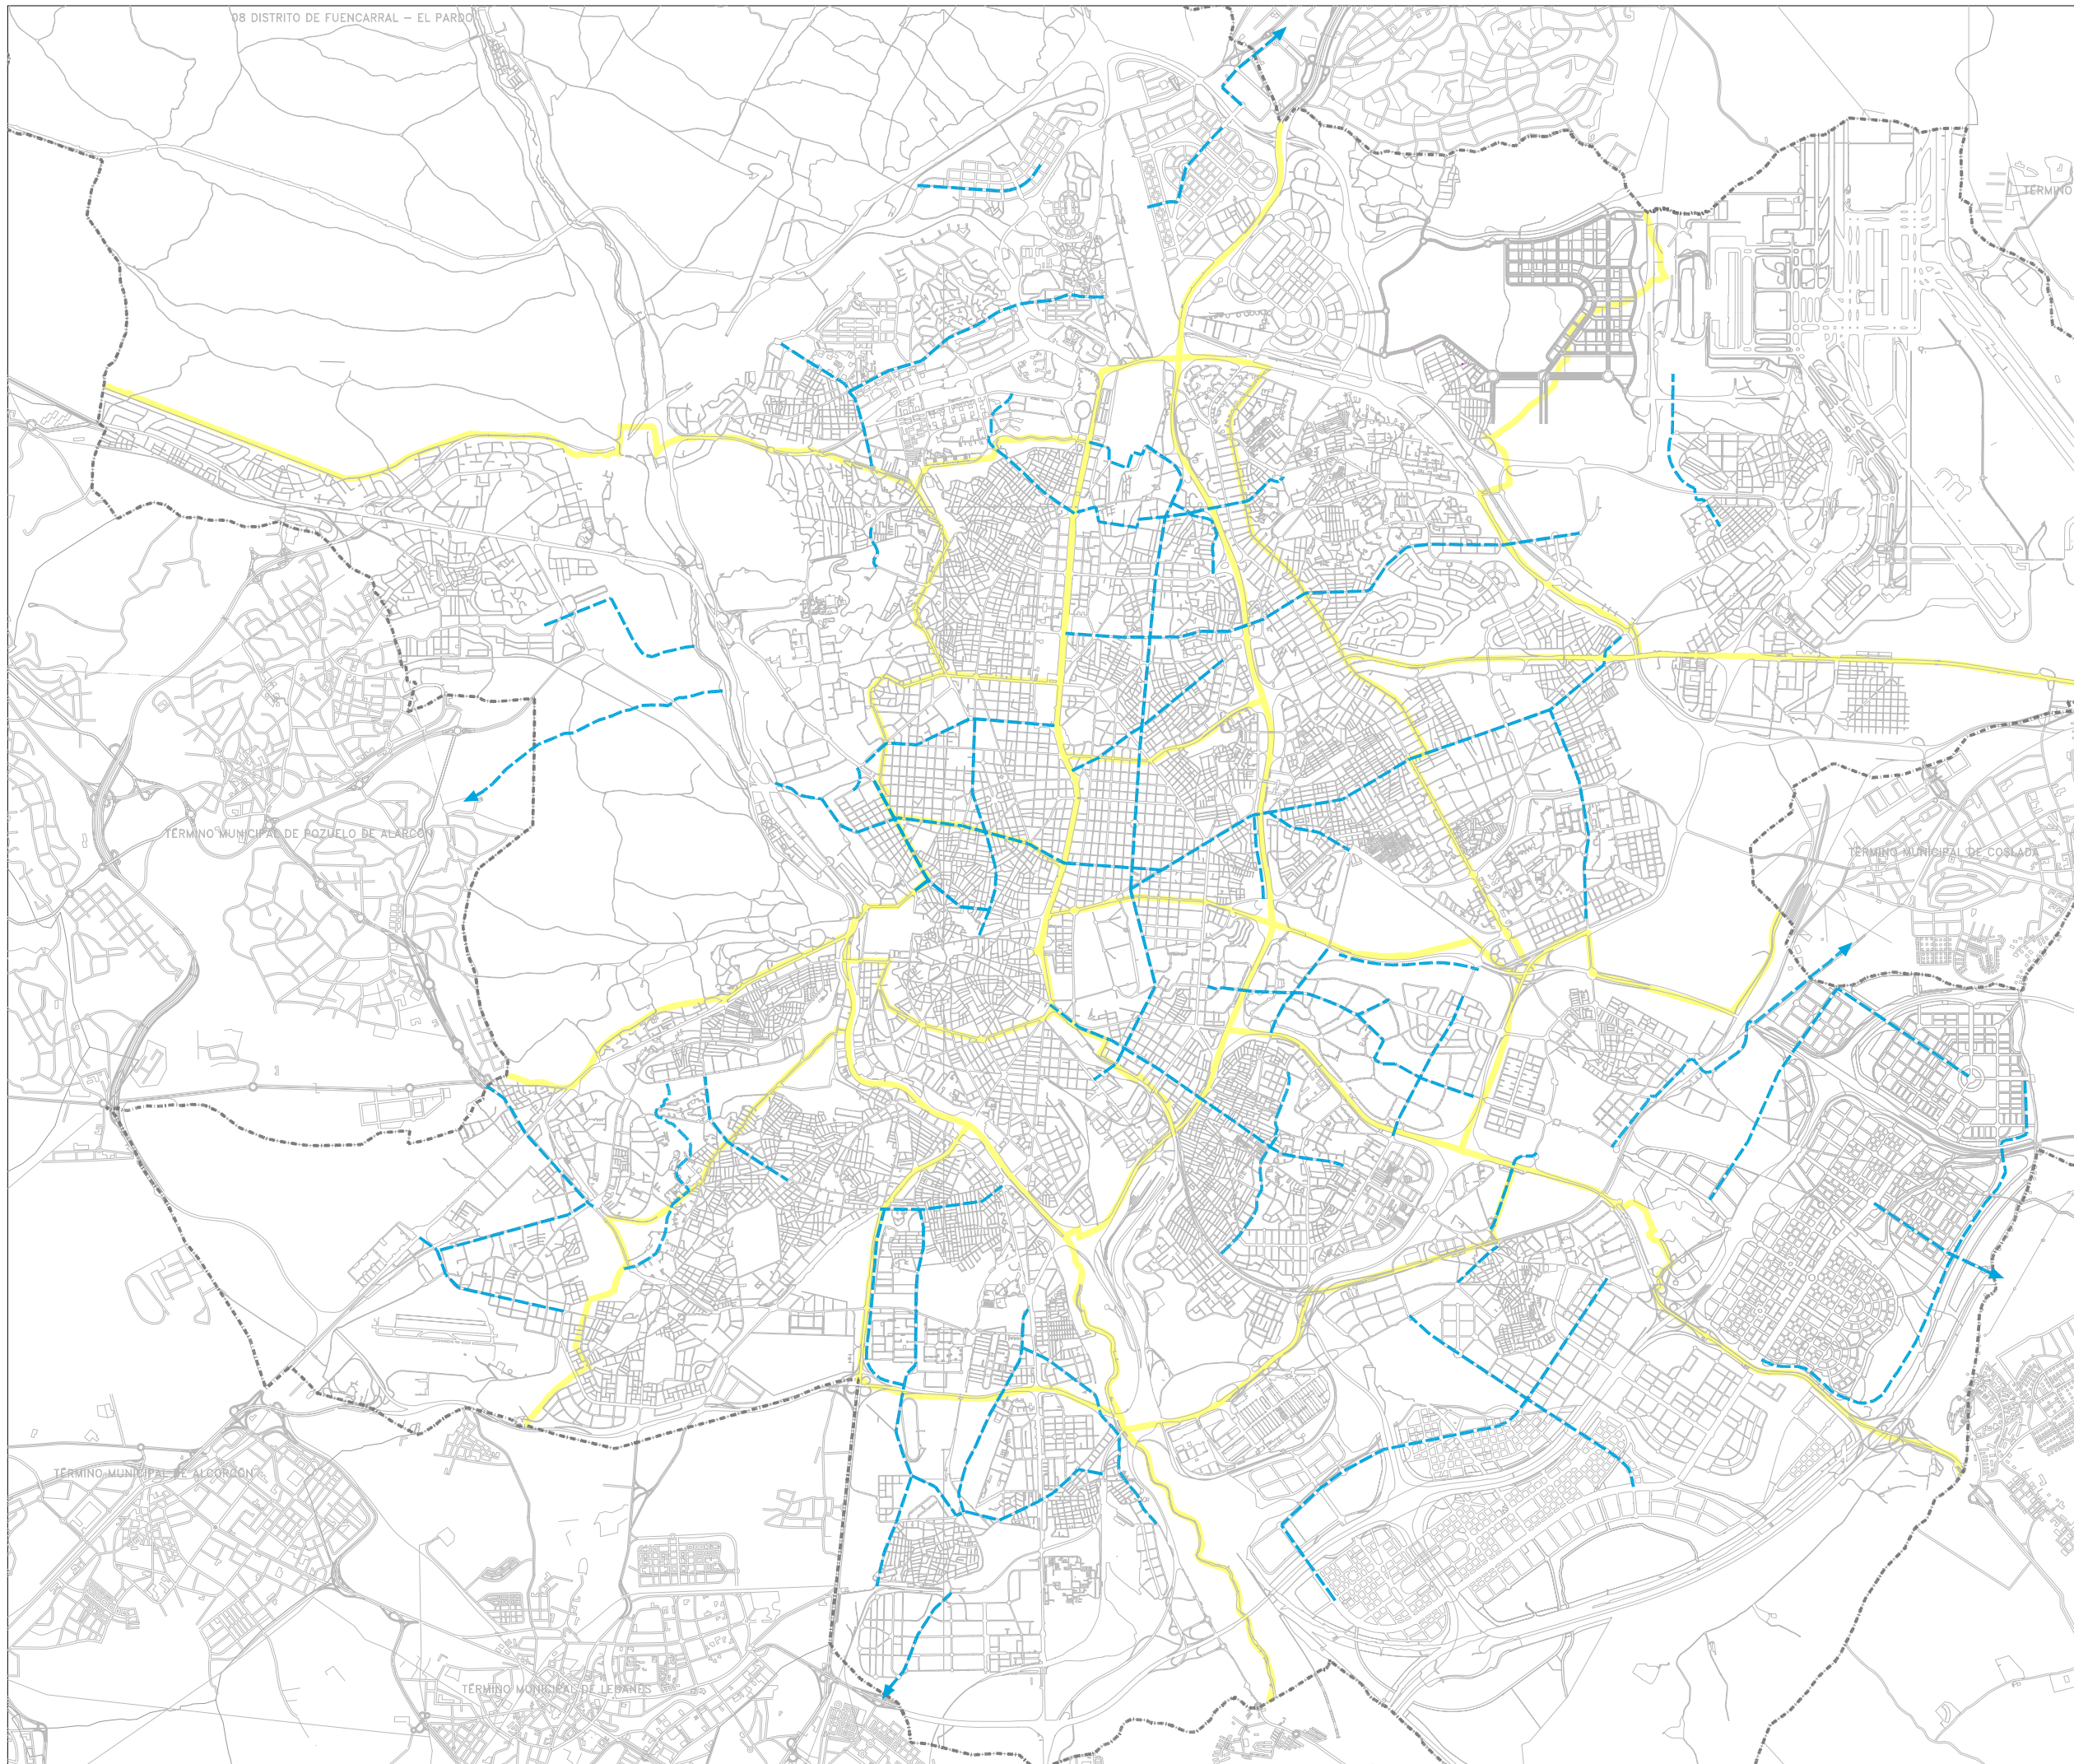 08 DISTRITO DE FUENCARRAL – EL PARDO
TÉRMINO
TÉRMINO MUNICIPAL DE POZUELO DE ALARCÓN
TÉRMINO MUNICIPAL DE COSLADA
TÉRMINO MUNICIPAL DE ALCORCÓN
TÉRMINO MUNICIPAL DE LEGANÉS